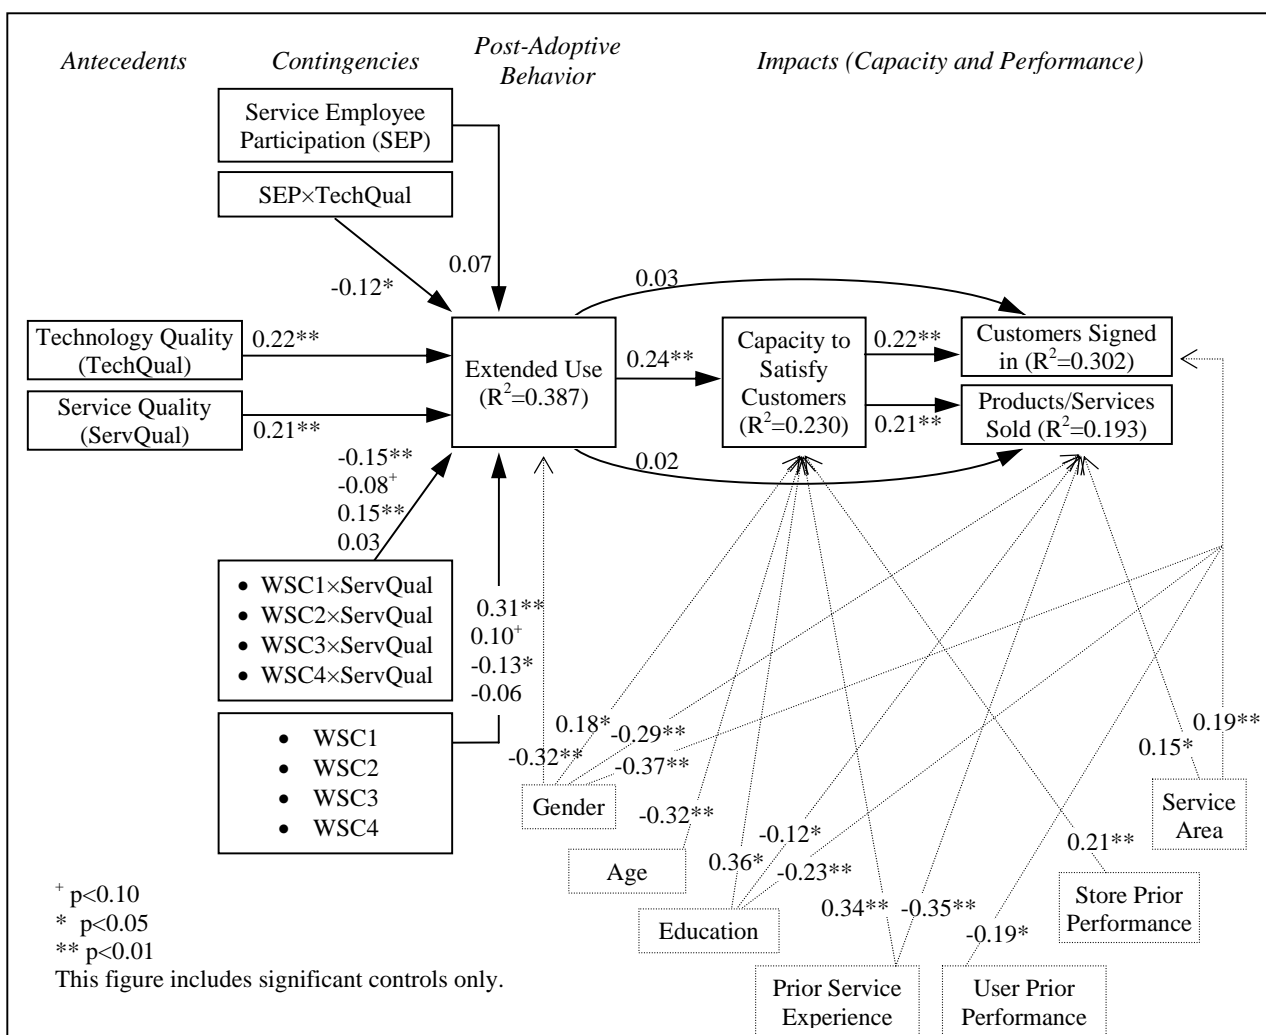 Antecedents
Contingencies
Post-Adoptive
Behavior
Impacts (Capacity and Performance)
Service Employee
Participation (SEP)
SEP×TechQual
0.07
-0.12*
0.03
Technology Quality
(TechQual)
0.22**
Service Quality
(ServQual)
0.21**
Extended Use
(R²=0.387)
0.24**
Capacity to
Satisfy
Customers
(R²=0.230)
0.22**
0.21**
Customers Signed
in (R²=0.302)
Products/Services
Sold (R²=0.193)
0.02
-0.15**
-0.08⁺
0.15**
0.03
• WSC1×ServQual
• WSC2×ServQual
• WSC3×ServQual
• WSC4×ServQual
0.31**
0.10⁺
-0.13*
-0.06
• WSC1
• WSC2
• WSC3
• WSC4
0.18*
-0.29**
-0.32**
-0.37**
0.19**
0.15*
Gender
Service
Area
-0.32**
-0.12*
0.21**
Age
0.36*
-0.23**
Education
0.34**
-0.35**
-0.19*
Store Prior
Performance
Prior Service
Experience
User Prior
Performance
⁺ p<0.10
* p<0.05
** p<0.01
This figure includes significant controls only.